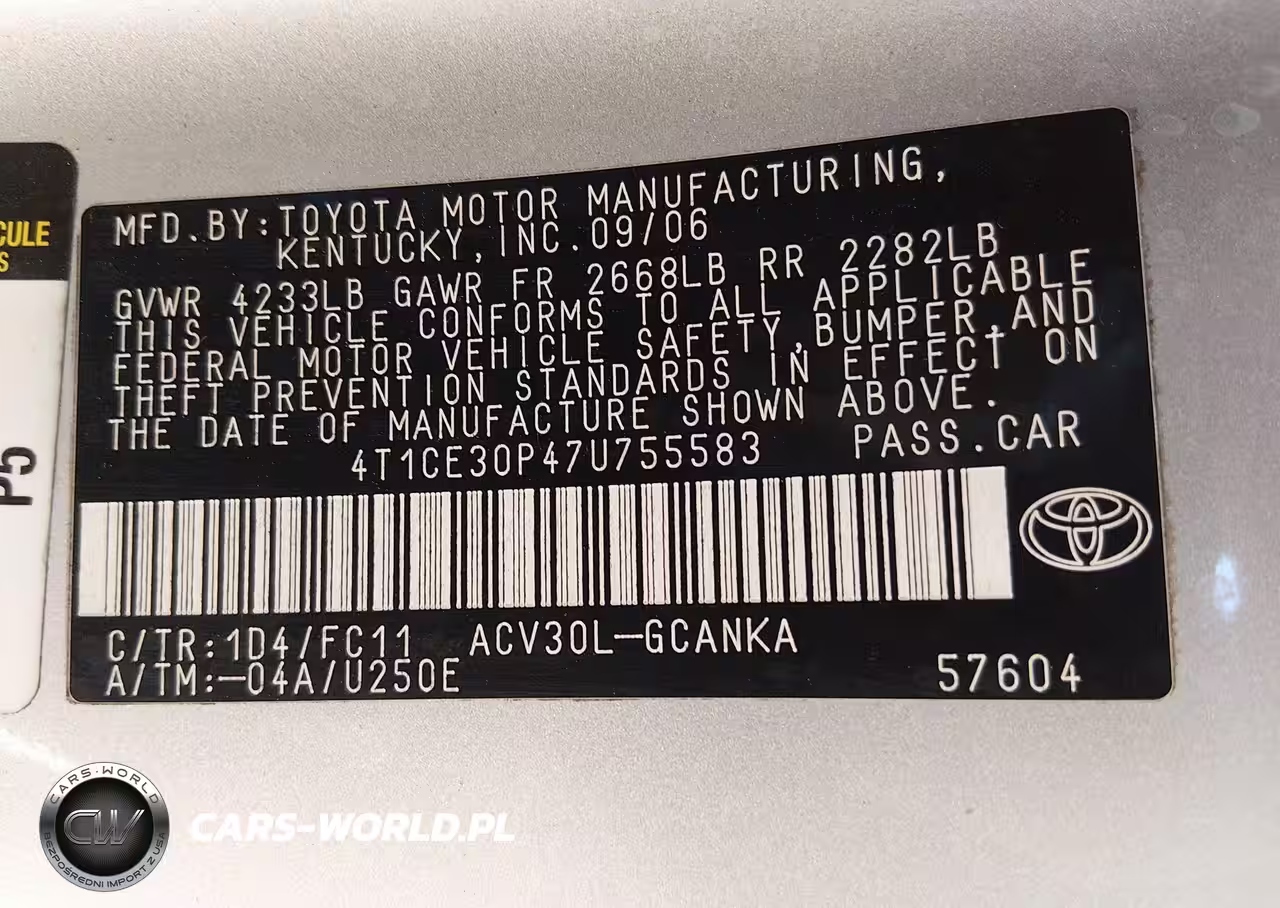 CULE
S
P5
MFD.BY:TOYOTA MOTOR MANUFACTURING,
KENTUCKY,INC.09/06
GVWR 4233LB GAWR FR 2668LB RR 2282LB
THIS VEHICLE CONFORMS TO ALL APPLICABLE
FEDERAL MOTOR VEHICLE SAFETY,BUMPER,AND
THEFT PREVENTION STANDARDS IN EFFECT ON
THE DATE OF MANUFACTURE SHOWN ABOVE.
4T1CE30P47U755583 PASS.CAR
C/TR:1D4/FC11 ACV30L-GCANKA
A/TM:-04A/U250E 57604
CARS-WORLD
CW
BEZPOŚREDNI IMPORT Z USA
CARS-WORLD.PL